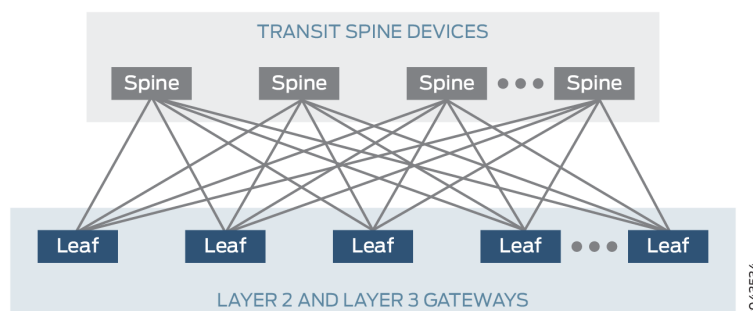 TRANSIT SPINE DEVICES
Spine Spine Spine Spine
Leaf Leaf Leaf Leaf Leaf
LAYER 2 AND LAYER 3 GATEWAYS